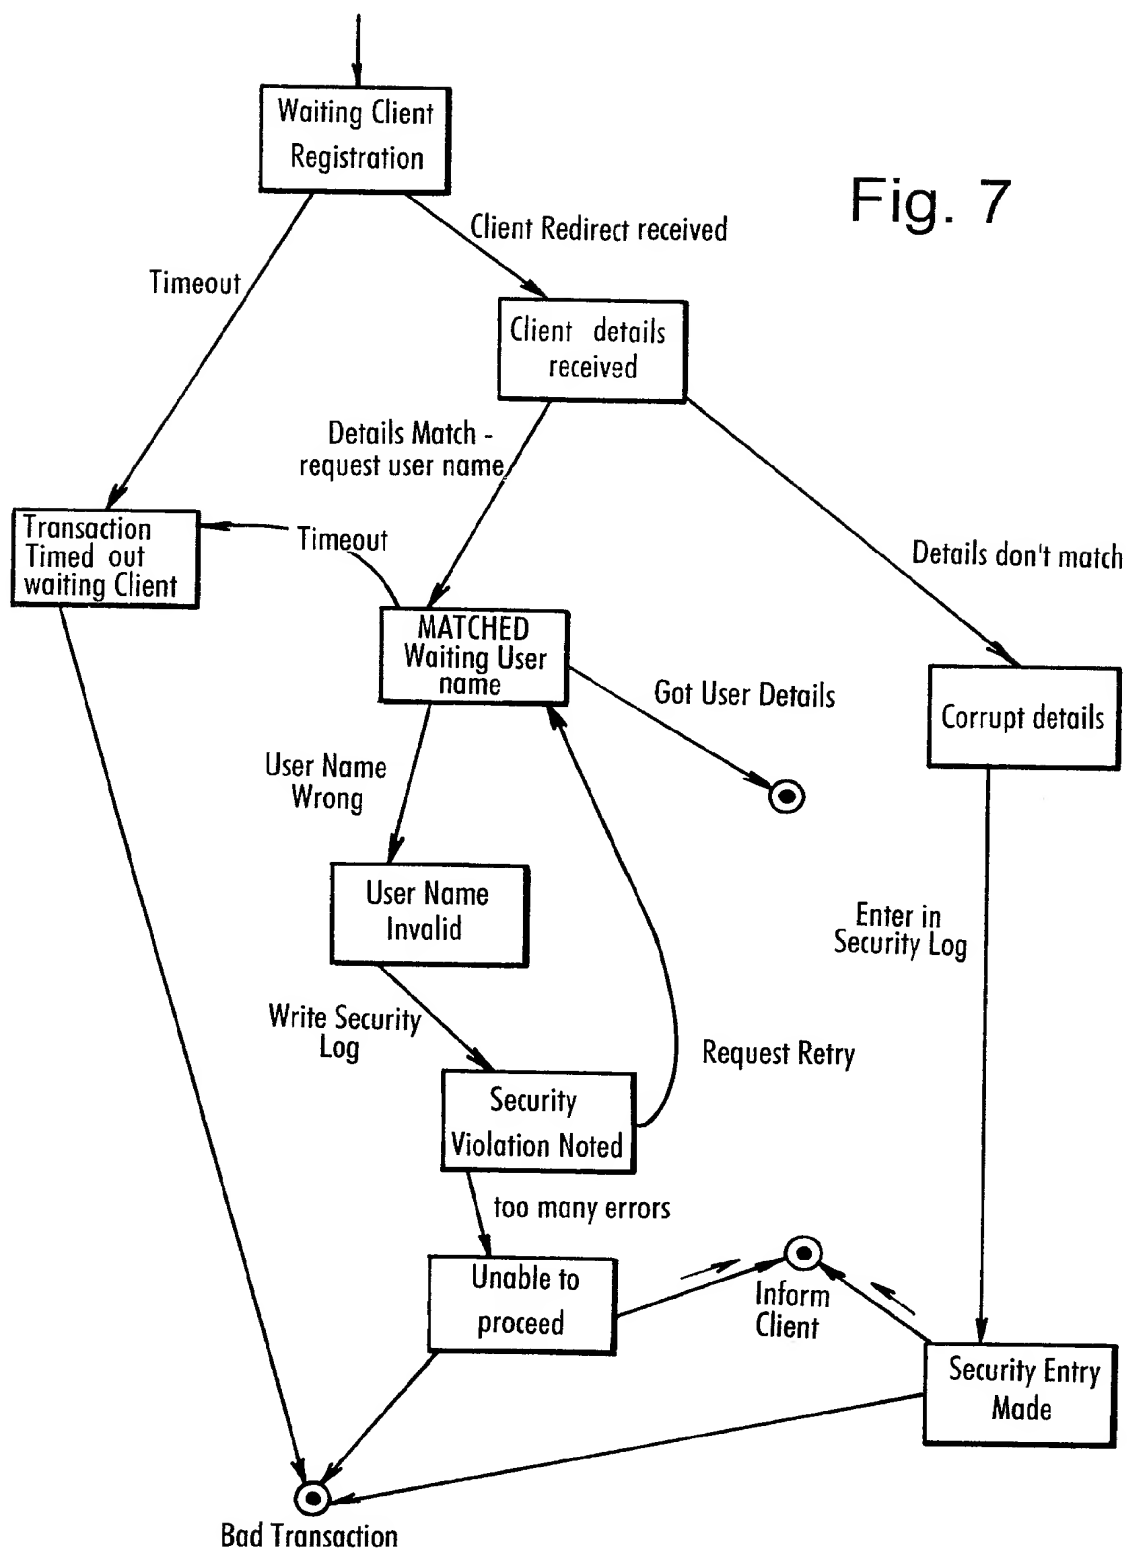 Waiting Client
Registration
Fig. 7
Client Redirect received
Timeout
Client details
received
Details Match -
request user name
Transaction
Timed out
waiting Client
Timeout
Details don't match
MATCHED
Waiting User
name
Got User Details
Corrupt details
User Name
Wrong
User Name
Invalid
Enter in
Security Log
Write Security
Log
Request Retry
Security
Violation Noted
too many errors
Unable to
proceed
Inform
Client
Security Entry
Made
Bad Transaction